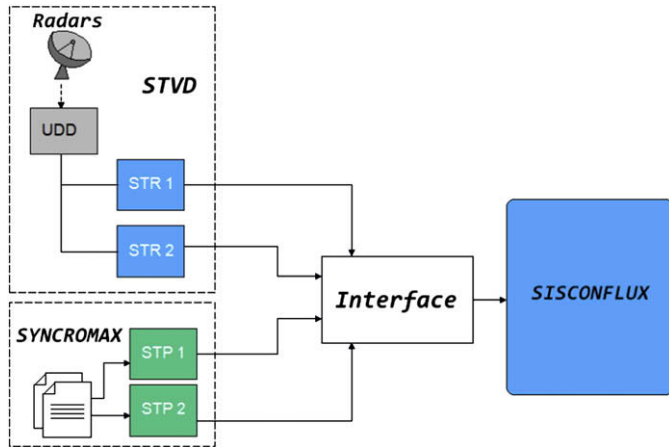 Radars
STVD
UDD
STR 1
STR 2
Interface
SISCONFLUX
SYNCROMAX
STP 1
STP 2